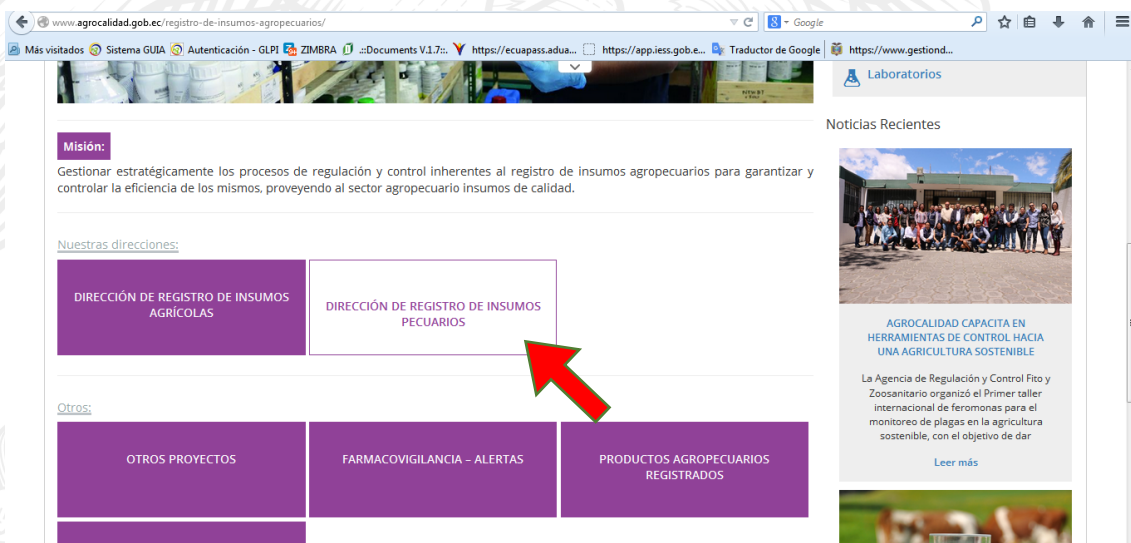 www.agrocalidad.gob.ec/registro-de-insumos-agropecuarios/
Google
Más visitados Sistema GUIA Autenticación - GLPI ZIMBRA .::Documents V.1.7::. https://ecuapass.adua... https://app.iess.gob.e... Traductor de Google https://www.gestiond...
Laboratorios
Noticias Recientes
Misión:
Gestionar estratégicamente los procesos de regulación y control inherentes al registro de insumos agropecuarios para garantizar y
controlar la eficiencia de los mismos, proveyendo al sector agropecuario insumos de calidad.
Nuestras direcciones:
DIRECCIÓN DE REGISTRO DE INSUMOS
AGRÍCOLAS
DIRECCIÓN DE REGISTRO DE INSUMOS
PECUARIOS
Otros:
OTROS PROYECTOS
FARMACOVIGILANCIA – ALERTAS
PRODUCTOS AGROPECUARIOS
REGISTRADOS
AGROCALIDAD CAPACITA EN
HERRAMIENTAS DE CONTROL HACIA
UNA AGRICULTURA SOSTENIBLE
La Agencia de Regulación y Control Fito y
Zoosanitario organizó el Primer taller
internacional de feromonas para el
monitoreo de plagas en la agricultura
sostenible, con el objetivo de dar
Leer más